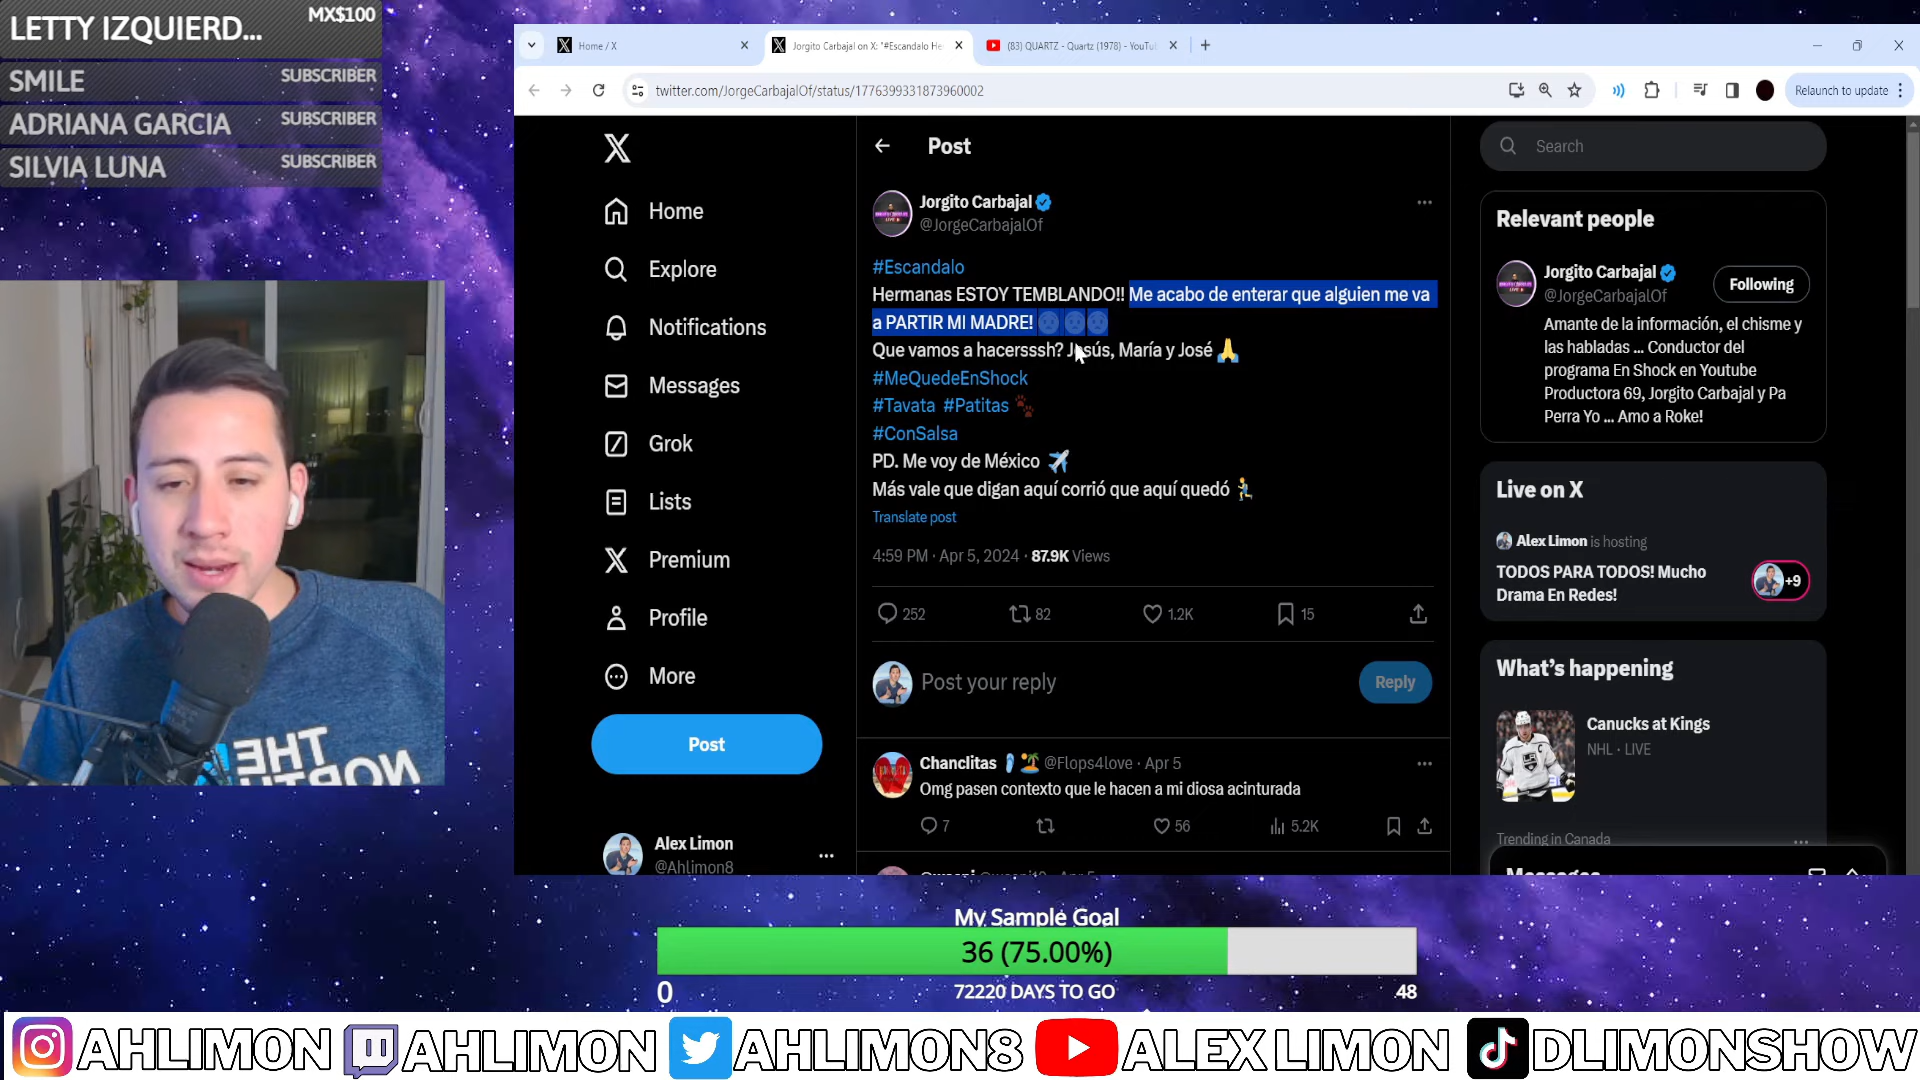 LETTY IZQUIERD...
MX$100
SMILE
SUBSCRIBER
ADRIANA GARCIA
SUBSCRIBER
SILVIA LUNA
SUBSCRIBER
Home / X
Jorgito Carbajal on X: "#Escandalo He
(83) QUARTZ - Quartz (1978) - YouTu
twitter.com/JorgeCarbajalOf/status/1776399331873960002
Relaunch to update
Home
Explore
Notifications
Messages
Grok
Lists
Premium
Profile
More
Post
Alex Limon
@Ahlimon8
Post
Jorgito Carbajal
@JorgeCarbajalOf
#Escandalo
Hermanas ESTOY TEMBLANDO!! Me acabo de enterar que alguien me va
a PARTIR MI MADRE! 
Que vamos a hacersssh? Jesús, María y José 🙏
#MeQuedeEnShock
#Tavata #Patitas 🐾
#ConSalsa
PD. Me voy de México ✈️
Más vale que digan aquí corrió que aquí quedó 🏃
Translate post
4:59 PM · Apr 5, 2024 · 87.9K Views
252
82
1.2K
15
Post your reply
Reply
Chanclitas 🩴🏝️ @Flops4love · Apr 5
Omg pasen contexto que le hacen a mi diosa acinturada
7
56
5.2K
Search
Relevant people
Jorgito Carbajal
@JorgeCarbajalOf
Following
Amante de la información, el chisme y
las habladas ... Conductor del
programa En Shock en Youtube
Productora 69, Jorgito Carbajal y Pa
Perra Yo ... Amo a Roke!
Live on X
Alex Limon is hosting
TODOS PARA TODOS! Mucho
Drama En Redes!
+9
What's happening
Canucks at Kings
NHL · LIVE
Trending in Canada
Messages
THE
NORTH
My Sample Goal
36 (75.00%)
0
72220 DAYS TO GO
48
AHLIMON
AHLIMON
AHLIMON8
ALEX LIMON
DLIMONSHOW